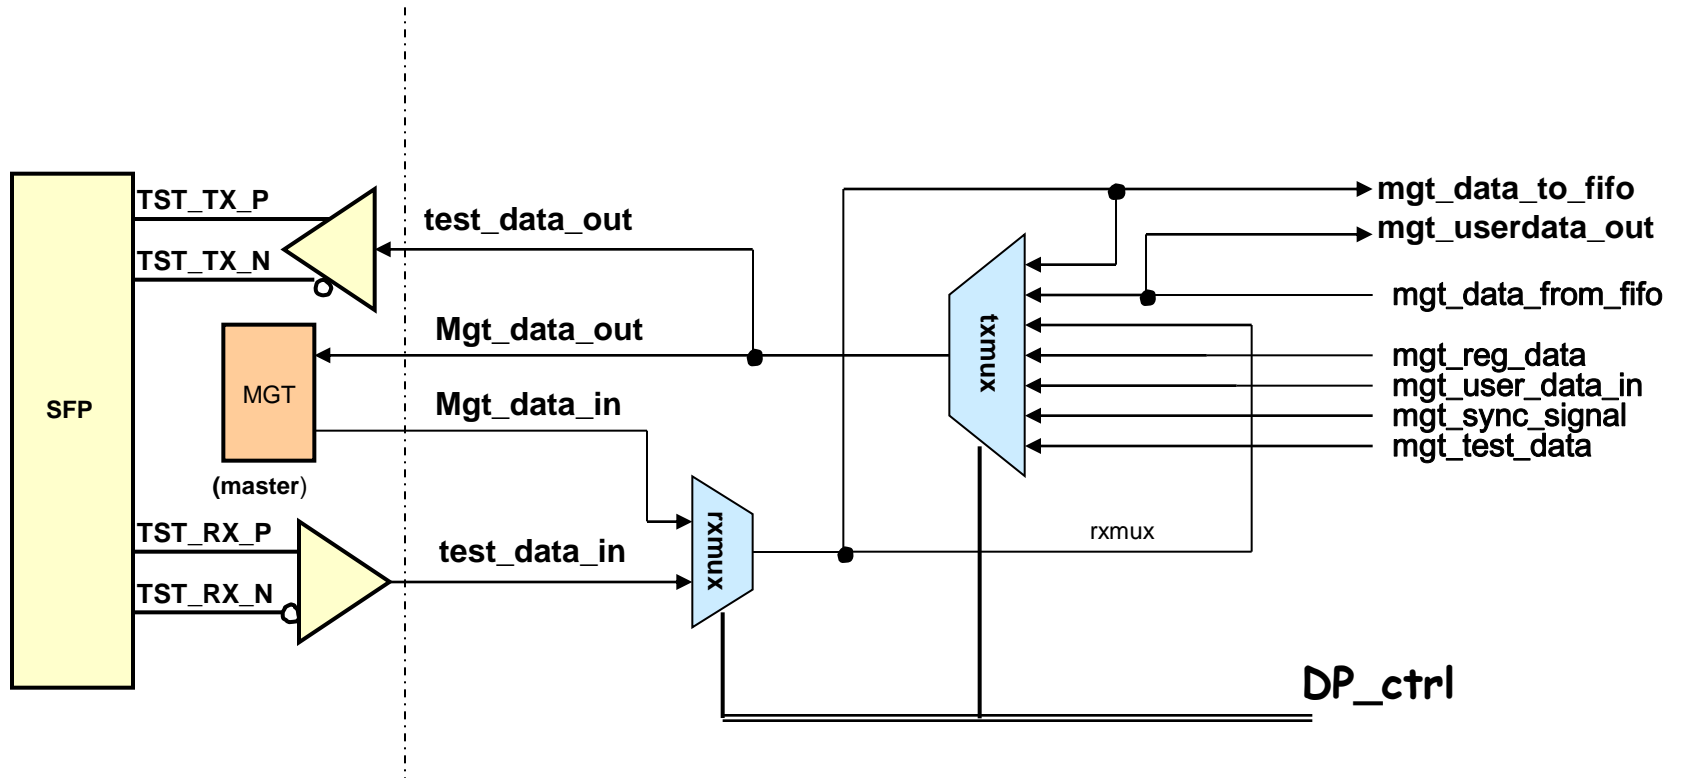 TST_TX_P
TST_TX_N
SFP
MGT
(master)
TST_RX_P
TST_RX_N
test_data_out
Mgt_data_out
Mgt_data_in
test_data_in
rxmux
txmux
rxmux
mgt_data_to_fifo
mgt_userdata_out
mgt_data_from_fifo
mgt_reg_data
mgt_user_data_in
mgt_sync_signal
mgt_test_data
DP_ctrl